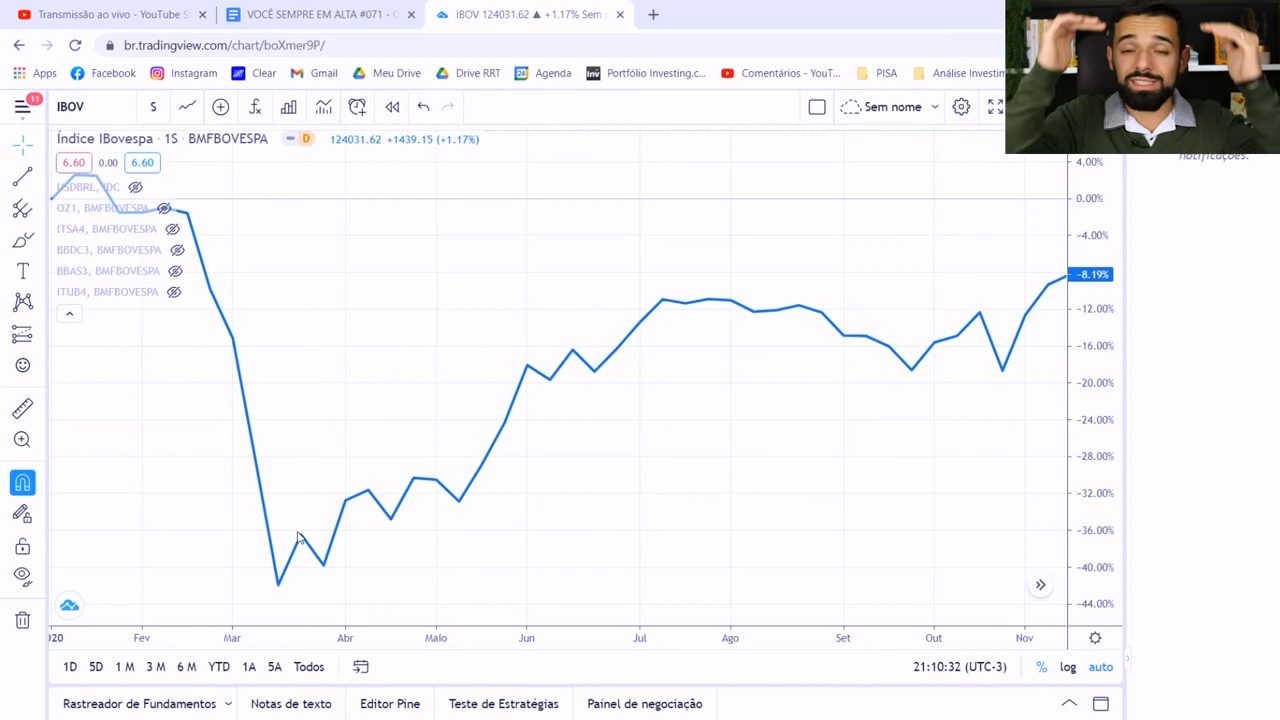 Transmissão ao vivo - YouTube S
VOCÊ SEMPRE EM ALTA #071 - C
IBOV 124031.62 ▲ +1.17% Sem n
br.tradingview.com/chart/boXmer9P/
Apps
Facebook
Instagram
Clear
Gmail
Meu Drive
Drive RRT
24
Agenda
Inv
Portfólio Investing.c...
Comentários - YouT...
PISA
Análise Investim
11
IBOV
S
Sem nome
Índice IBovespa · 1S · BMFBOVESPA
D
124031.62 +1439.15 (+1.17%)
6.60 0.00 6.60
OZ1, BMFBOVESPA
ITSA4, BMFBOVESPA
BBDC3, BMFBOVESPA
BBAS3, BMFBOVESPA
ITUB4, BMFBOVESPA
notificações.
4.00%
0.00%
−4.00%
−8.19%
−12.00%
−16.00%
−20.00%
−24.00%
−28.00%
−32.00%
−36.00%
−40.00%
−44.00%
Fev Mar Abr Maio Jun Jul Ago Set Out Nov
1D 5D 1 M 3 M 6 M YTD 1A 5A Todos
21:10:32 (UTC-3) % log auto
Rastreador de Fundamentos Notas de texto Editor Pine Teste de Estratégias Painel de negociação